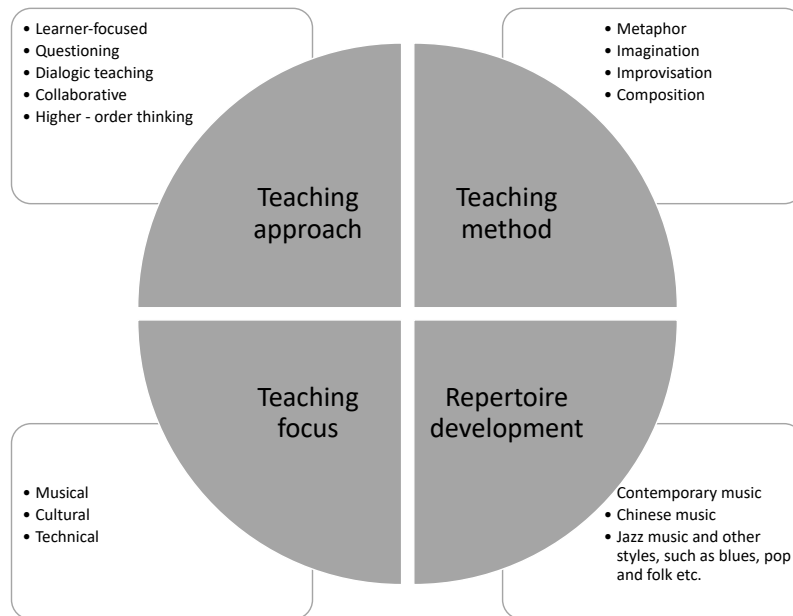 • Learner-focused
• Questioning
• Dialogic teaching
• Collaborative
• Higher - order thinking
• Metaphor
• Imagination
• Improvisation
• Composition
Teaching
approach
Teaching
method
Teaching
focus
Repertoire
development
• Musical
• Cultural
• Technical
Contemporary music
• Chinese music
• Jazz music and other
styles, such as blues, pop
and folk etc.